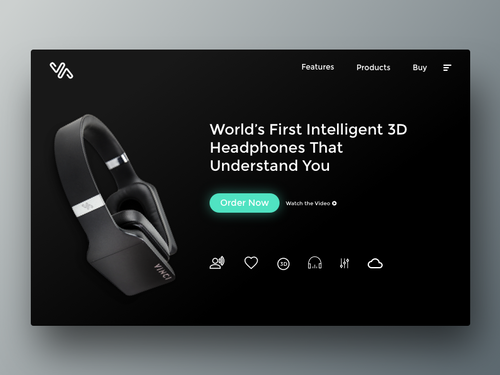 Features
Products
Buy
World's First Intelligent 3D
Headphones That
Understand You
Order Now
Watch the Video
3D
VINCI